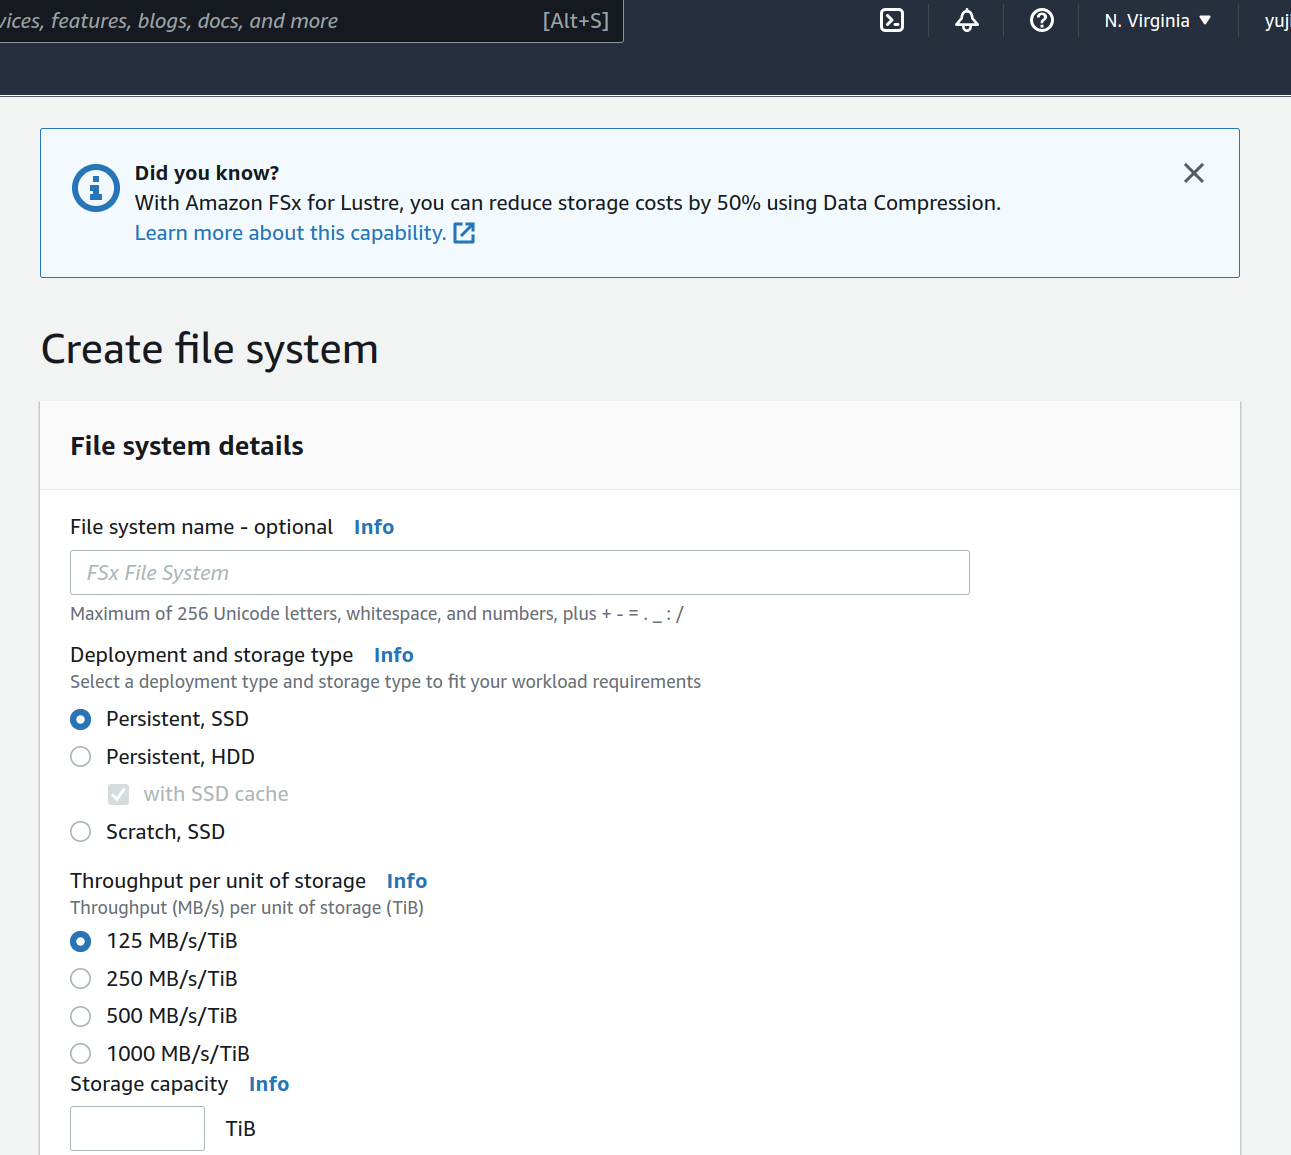 vices, features, blogs, docs, and more [Alt+S] N. Virginia yuji
Did you know?
With Amazon FSx for Lustre, you can reduce storage costs by 50% using Data Compression.
Learn more about this capability.
Create file system
File system details
File system name - optional Info
FSx File System
Maximum of 256 Unicode letters, whitespace, and numbers, plus + - = . _ : /
Deployment and storage type Info
Select a deployment type and storage type to fit your workload requirements
Persistent, SSD
Persistent, HDD
with SSD cache
Scratch, SSD
Throughput per unit of storage Info
Throughput (MB/s) per unit of storage (TiB)
125 MB/s/TiB
250 MB/s/TiB
500 MB/s/TiB
1000 MB/s/TiB
Storage capacity Info
TiB